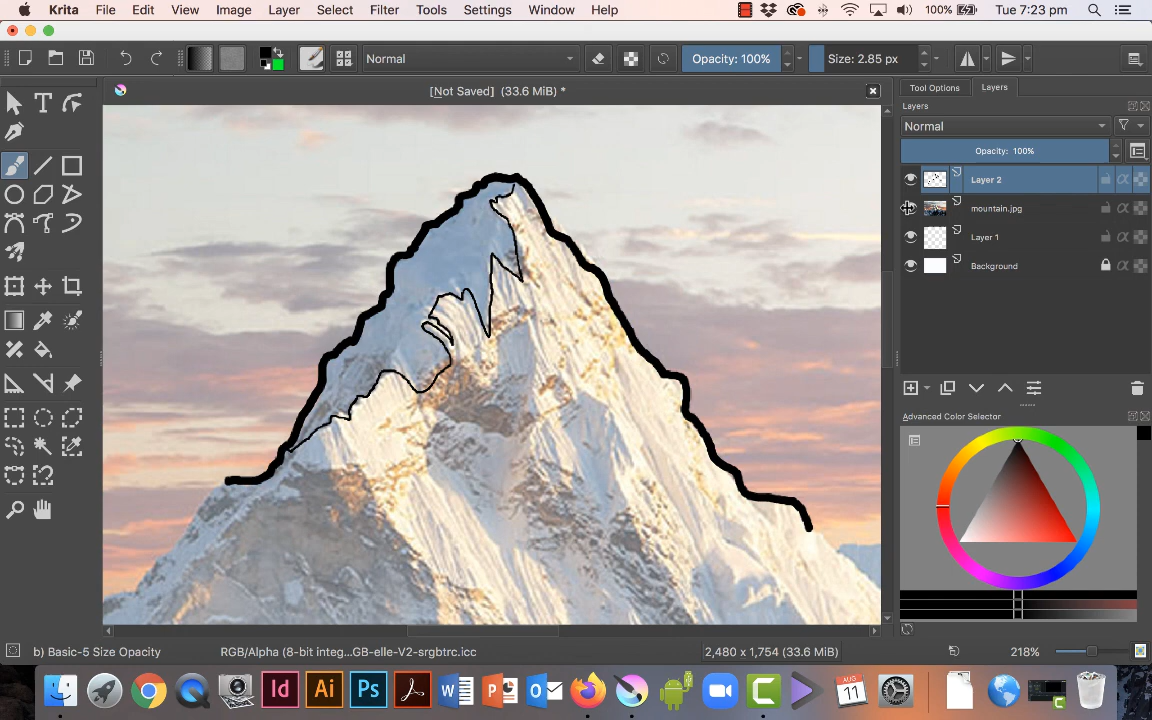 Krita File Edit View Image Layer Select Filter Tools Settings Window Help 100% Tue 7:23 pm
Normal Opacity: 100% Size: 2.85 px
[Not Saved] (33.6 MiB) *
Tool Options Layers
Layers
Normal
Opacity: 100%
Layer 2
mountain.jpg
Layer 1
Background
Advanced Color Selector
b) Basic-5 Size Opacity RGB/Alpha (8-bit integ...GB-elle-V2-srgbtrc.icc 2,480 x 1,754 (33.6 MiB) 218%
Id Ai Ps AUG 11